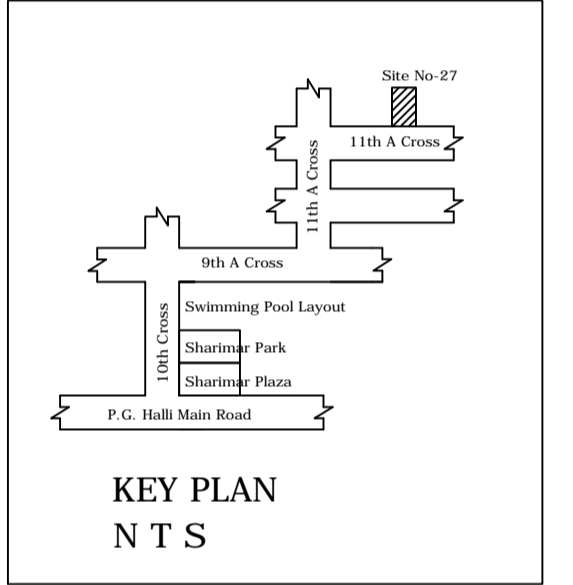 Site No-27
11th A Cross
11th A Cross
9th A Cross
Swimming Pool Layout
10th Cross
Sharimar Park
Sharimar Plaza
P.G. Halli Main Road
KEY PLAN
N T S